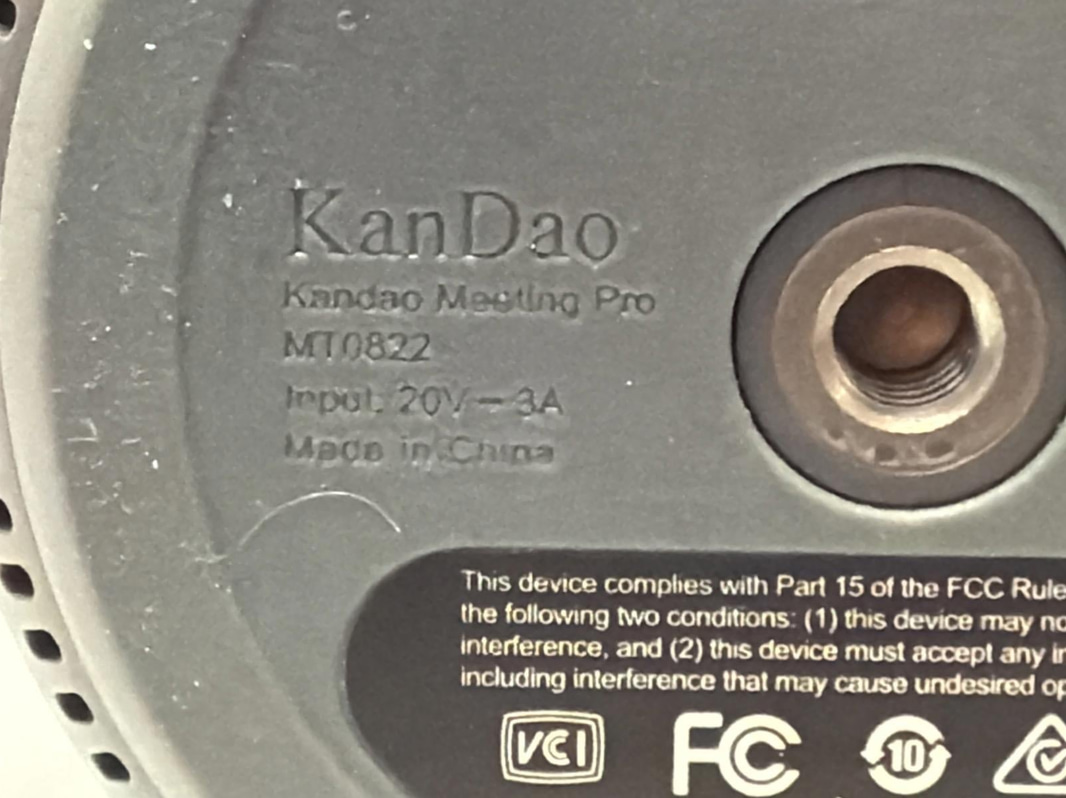 KanDao
Kandao Meeting Pro
MT0822
Input: 20V⎓3A
Made in China
This device complies with Part 15 of the FCC Rule
the following two conditions: (1) this device may no
interference, and (2) this device must accept any in
including interference that may cause undesired op
VCI FC 10